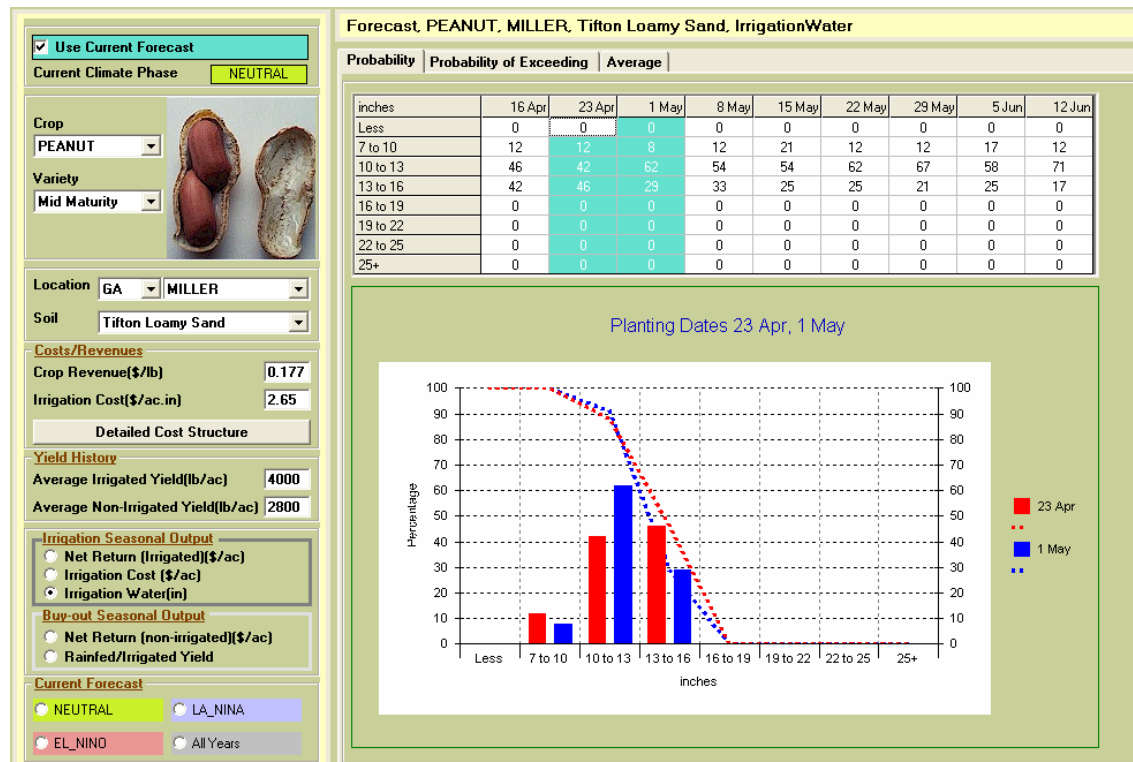 Use Current Forecast
Current Climate Phase NEUTRAL
Crop
PEANUT
Variety
Mid Maturity
Location GA MILLER
Soil Tifton Loamy Sand
Costs/Revenues
Crop Revenue($/lb) 0.177
Irrigation Cost($/ac.in) 2.65
Detailed Cost Structure
Yield History
Average Irrigated Yield(lb/ac) 4000
Average Non-Irrigated Yield(lb/ac) 2800
Irrigation Seasonal Output
Net Return (Irrigated)($/ac)
Irrigation Cost ($/ac)
Irrigation Water(in)
Buy-out Seasonal Output
Net Return (non-irrigated)($/ac)
Rainfed/Irrigated Yield
Current Forecast
NEUTRAL LA_NINA
EL_NINO All Years
Forecast, PEANUT, MILLER, Tifton Loamy Sand, IrrigationWater
Probability Probability of Exceeding Average
inches 16 Apr 23 Apr 1 May 8 May 15 May 22 May 29 May 5 Jun 12 Jun
Less 0 0 0 0 0 0 0 0 0
7 to 10 12 12 8 12 21 12 12 17 12
10 to 13 46 42 62 54 54 62 67 58 71
13 to 16 42 46 29 33 25 25 21 25 17
16 to 19 0 0 0 0 0 0 0 0 0
19 to 22 0 0 0 0 0 0 0 0 0
22 to 25 0 0 0 0 0 0 0 0 0
25+ 0 0 0 0 0 0 0 0 0
Planting Dates 23 Apr, 1 May
100 100
90 90
80 80
70 70
60 60
50 50
40 40
30 30
20 20
10 10
0 0
Percentage
Less 7 to 10 10 to 13 13 to 16 16 to 19 19 to 22 22 to 25 25+
inches
23 Apr
1 May